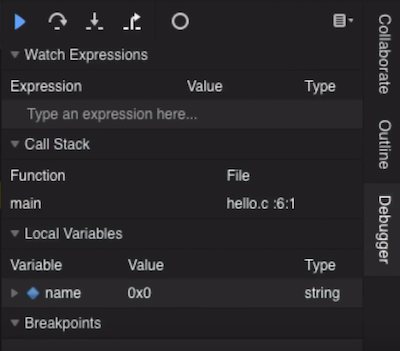 Watch Expressions
Expression Value Type
Type an expression here...
Call Stack
Function File
main hello.c :6:1
Local Variables
Variable Value Type
name 0x0 string
Breakpoints
Collaborate
Outline
Debugger